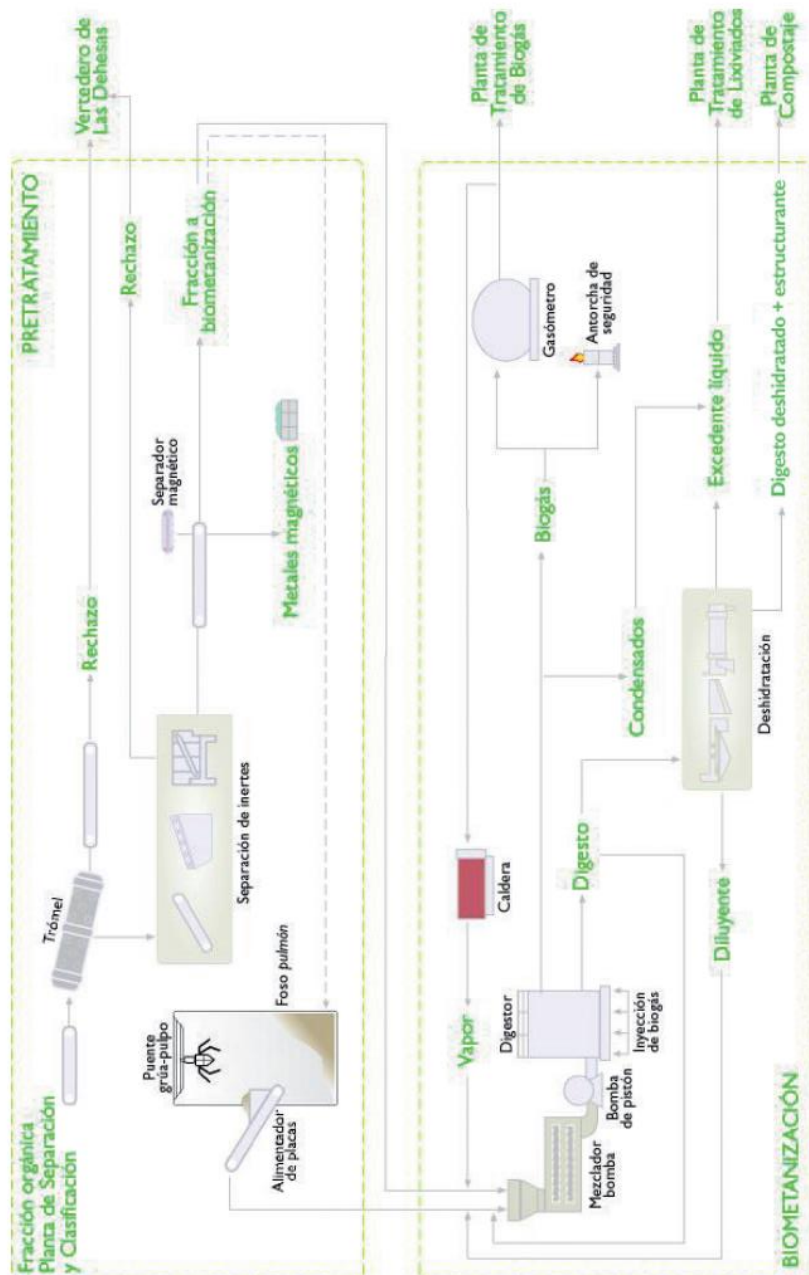 Fracción orgánica
Planta de Separación
y Clasificación
PRETRATAMIENTO
Trómel
Rechazo
Vertedero de
Las Dehesas
Separación de inertes
Rechazo
Separador
magnético
Fracción a
biometanización
Metales magnéticos
Puente
grúa-pulpo
Foso pulmón
Alimentador
de placas
Vapor
Caldera
Planta de
Tratamiento
de Biogás
Gasómetro
Antorcha de
seguridad
Biogás
Digestor
Mezclador
bomba
Bomba
de pistón
Inyección
de biogás
Digesto
Condensados
Excedente líquido
Planta de
Tratamiento
de Lixiviados
Planta de
Compostaje
Digesto deshidratado + estructurante
Deshidratación
Diluyente
BIOMETANIZACIÓN